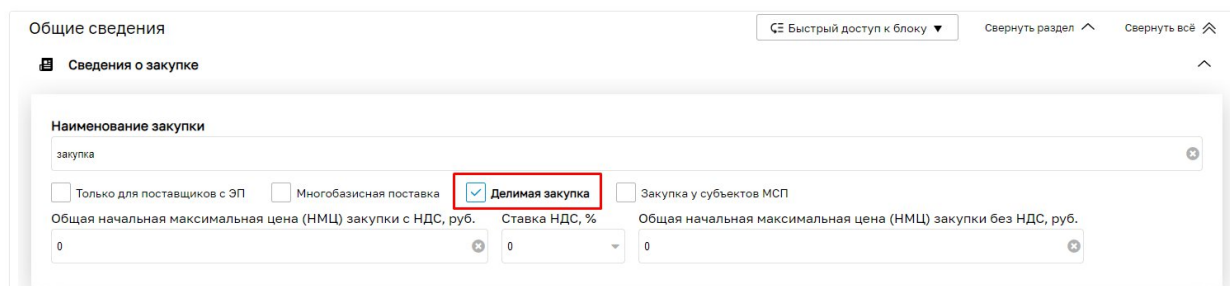 Общие сведения
Быстрый доступ к блоку ▼
Свернуть раздел
Свернуть всё
Сведения о закупке
Наименование закупки
закупка
Только для поставщиков с ЭП
Многобазисная поставка
Делимая закупка
Закупка у субъектов МСП
Общая начальная максимальная цена (НМЦ) закупки с НДС, руб.
Ставка НДС, %
Общая начальная максимальная цена (НМЦ) закупки без НДС, руб.
0
0
0